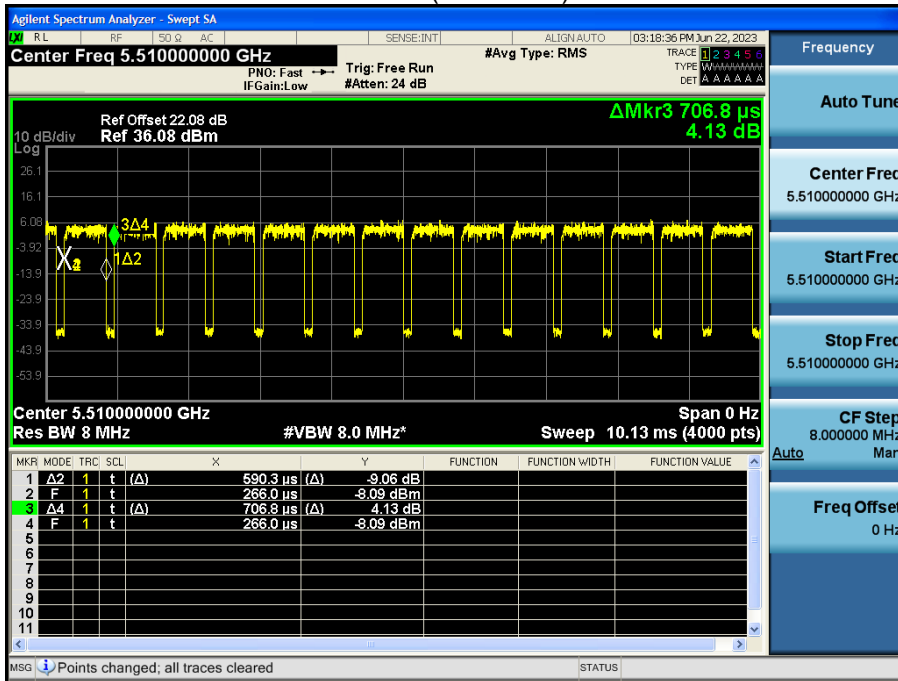 Agilent Spectrum Analyzer - Swept SA
LXI RL RF 50 Ω AC SENSE:INT ALIGN AUTO 03:18:36 PM Jun 22, 2023
Center Freq 5.510000000 GHz #Avg Type: RMS TRACE 1 2 3 4 5 6
PNO: Fast Trig: Free Run TYPE WWWWWW
IFGain:Low #Atten: 24 dB DET A A A A A A
Frequency
Auto Tune
Center Freq
5.510000000 GHz
Start Freq
5.510000000 GHz
Stop Freq
5.510000000 GHz
CF Step
8.000000 MHz
Auto Man
Freq Offset
0 Hz
ΔMkr3 706.8 µs
4.13 dB
Ref Offset 22.08 dB
10 dB/div Ref 36.08 dBm
Log
26.1
16.1
6.08
-3.92
-13.9
-23.9
-33.9
-43.9
-53.9
3Δ4
1Δ2
Center 5.510000000 GHz Span 0 Hz
Res BW 8 MHz #VBW 8.0 MHz* Sweep 10.13 ms (4000 pts)
MKR MODE TRC SCL X Y FUNCTION FUNCTION WIDTH FUNCTION VALUE
1 Δ2 1 t (Δ) 590.3 µs (Δ) -9.06 dB
2 F 1 t 266.0 µs -8.09 dBm
3 Δ4 1 t (Δ) 706.8 µs (Δ) 4.13 dB
4 F 1 t 266.0 µs -8.09 dBm
5
6
7
8
9
10
11
MSG Points changed; all traces cleared STATUS